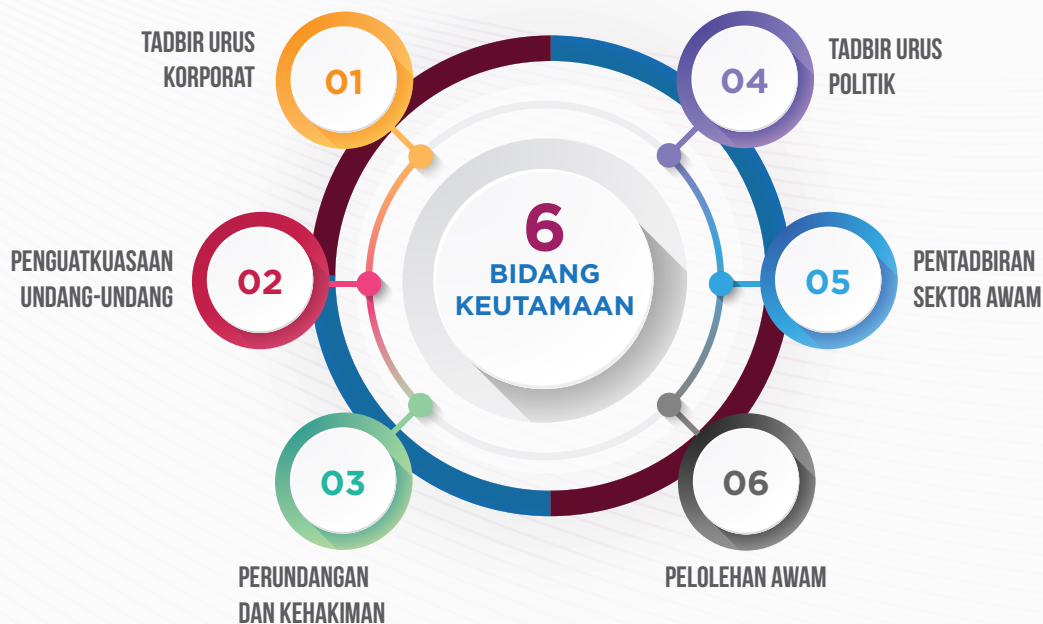 TADBIR URUS
KORPORAT
01
PENGUATKUASAAN
UNDANG-UNDANG
02
03
PERUNDANGAN
DAN KEHAKIMAN
6
BIDANG
KEUTAMAAN
04
TADBIR URUS
POLITIK
05
PENTADBIRAN
SEKTOR AWAM
06
PELOLEHAN AWAM